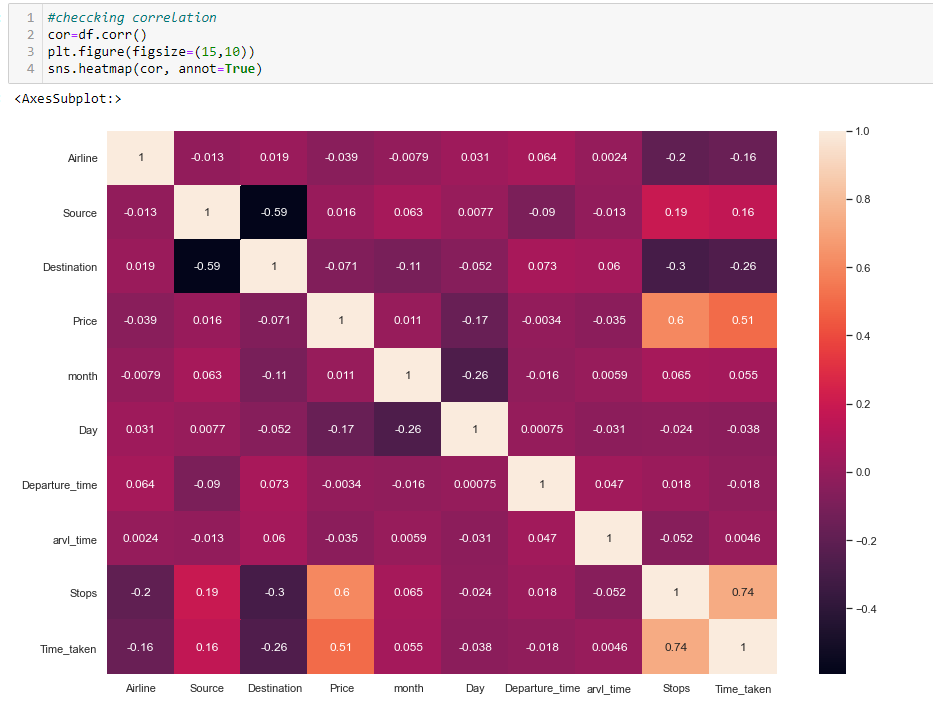 1 #checcking correlation
2 cor=df.corr()
3 plt.figure(figsize=(15,10))
4 sns.heatmap(cor, annot=True)
<AxesSubplot:>
Airline 1 -0.013 0.019 -0.039 -0.0079 0.031 0.064 0.0024 -0.2 -0.16
Source -0.013 1 -0.59 0.016 0.063 0.0077 -0.09 -0.013 0.19 0.16
Destination 0.019 -0.59 1 -0.071 -0.11 -0.052 0.073 0.06 -0.3 -0.26
Price -0.039 0.016 -0.071 1 0.011 -0.17 -0.0034 -0.035 0.6 0.51
month -0.0079 0.063 -0.11 0.011 1 -0.26 -0.016 0.0059 0.065 0.055
Day 0.031 0.0077 -0.052 -0.17 -0.26 1 0.00075 -0.031 -0.024 -0.038
Departure_time 0.064 -0.09 0.073 -0.0034 -0.016 0.00075 1 0.047 0.018 -0.018
arvl_time 0.0024 -0.013 0.06 -0.035 0.0059 -0.031 0.047 1 -0.052 0.0046
Stops -0.2 0.19 -0.3 0.6 0.065 -0.024 0.018 -0.052 1 0.74
Time_taken -0.16 0.16 -0.26 0.51 0.055 -0.038 -0.018 0.0046 0.74 1
Airline Source Destination Price month Day Departure_time arvl_time Stops Time_taken
1.0
0.8
0.6
0.4
0.2
0.0
−0.2
−0.4